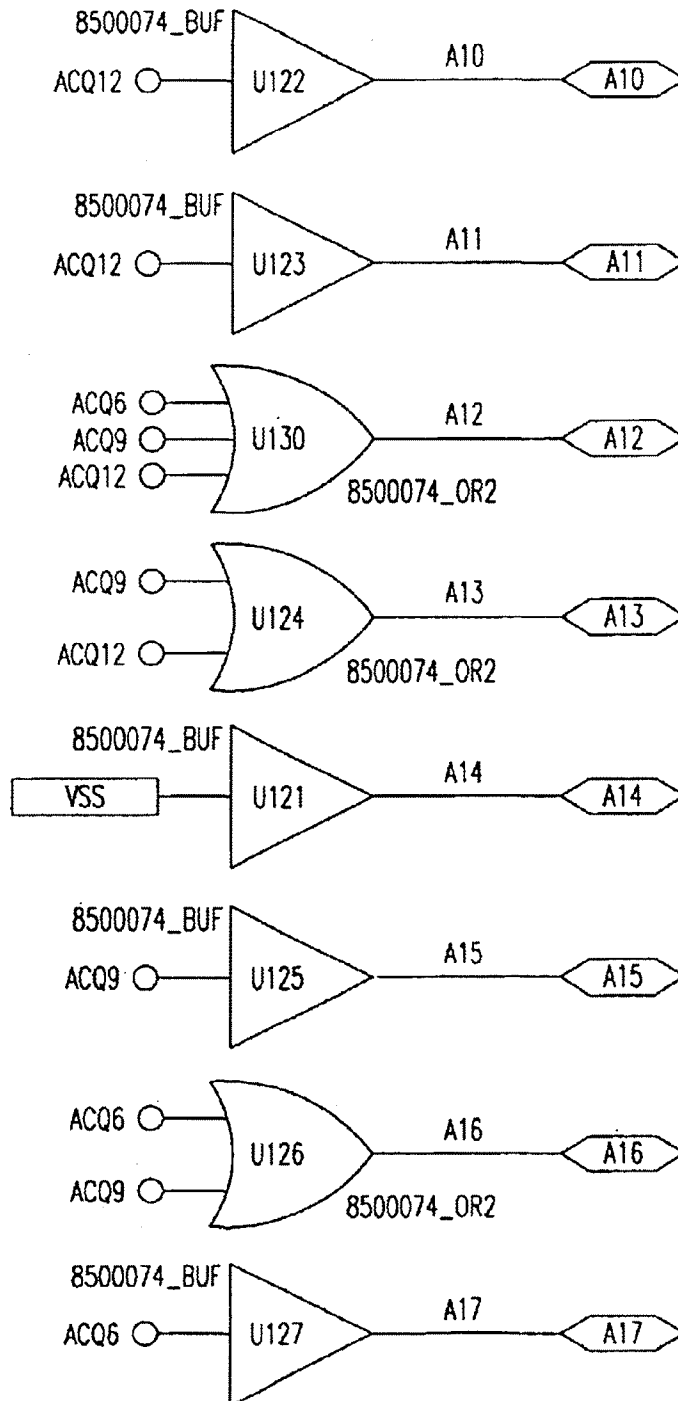 8500074_BUF
ACQ12 U122 A10 A10
8500074_BUF
ACQ12 U123 A11 A11
ACQ6
ACQ9 U130 A12 A12
ACQ12
8500074_OR2
ACQ9
U124 A13 A13
ACQ12
8500074_OR2
8500074_BUF
VSS U121 A14 A14
8500074_BUF
ACQ9 U125 A15 A15
ACQ6
U126 A16 A16
ACQ9
8500074_OR2
8500074_BUF
ACQ6 U127 A17 A17